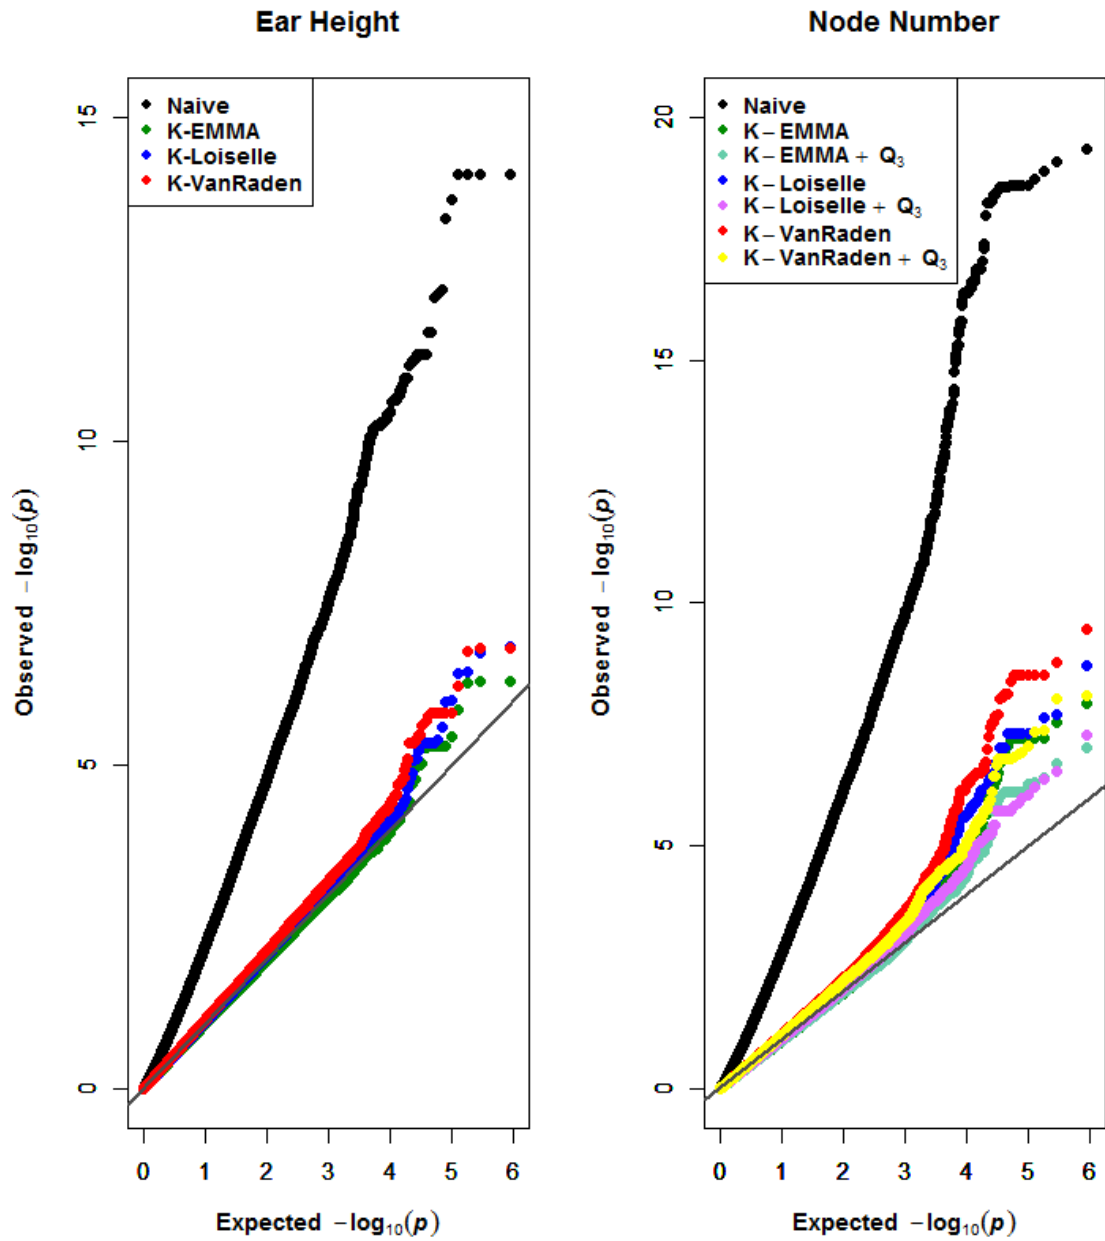 Ear Height
Naive
K-EMMA
K-Loiselle
K-VanRaden
15
10
5
0
Observed −log₁₀(p)
0 1 2 3 4 5 6
Expected −log₁₀(p)
Node Number
Naive
K−EMMA
K−EMMA + Q₃
K−Loiselle
K−Loiselle + Q₃
K−VanRaden
K−VanRaden + Q₃
20
15
10
5
0
Observed −log₁₀(p)
0 1 2 3 4 5 6
Expected −log₁₀(p)